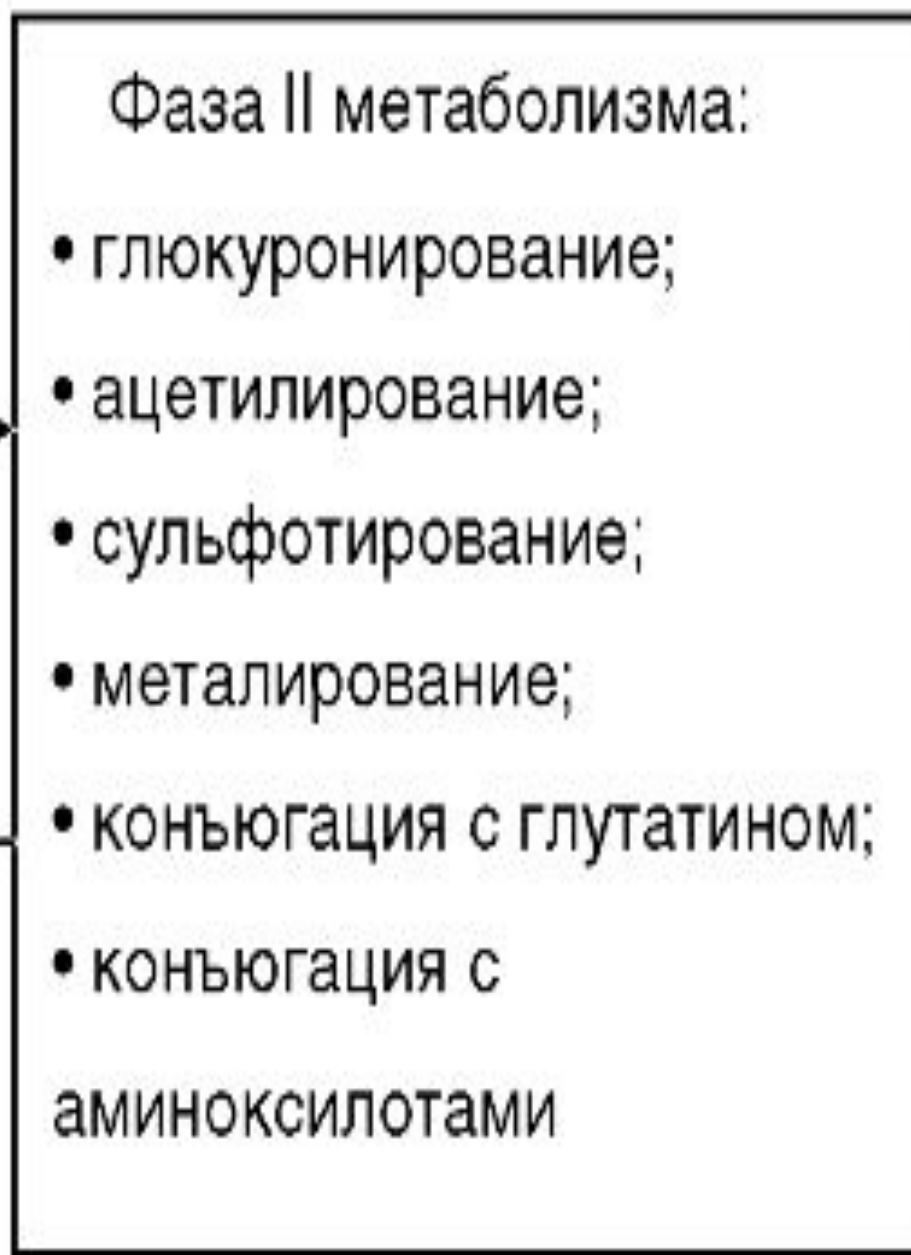 Фаза II метаболизма:
• глюкуронирование;
• ацетилирование;
• сульфотирование;
• металирование;
• конъюгация с глутатином;
• конъюгация с
аминоксилотами